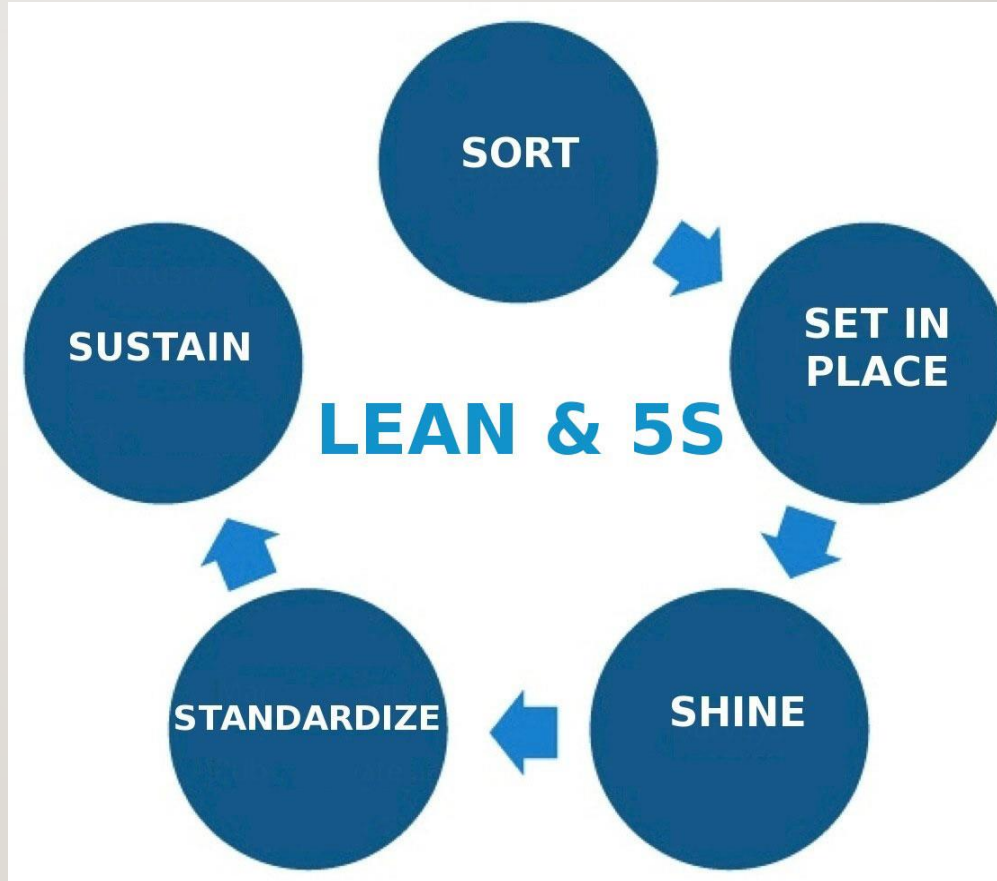 SORT
SET IN
PLACE
SHINE
STANDARDIZE
SUSTAIN
LEAN & 5S